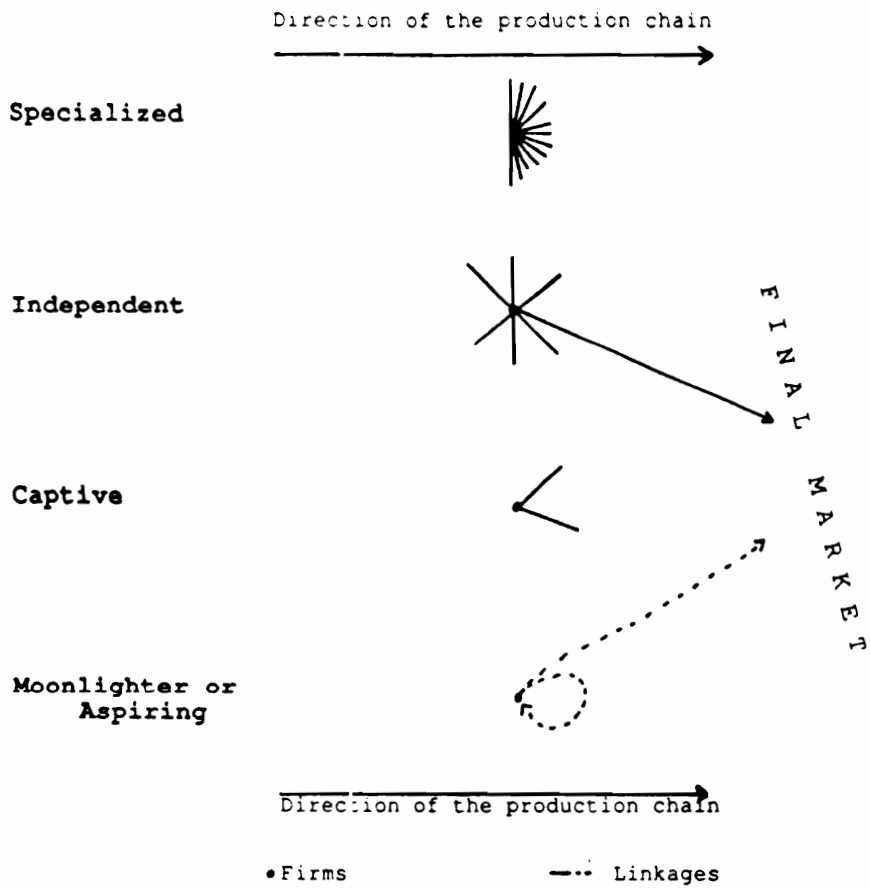 Direction of the production chain
Specialized
Independent
FINAL MARKET
Captive
Moonlighter or
Aspiring
Direction of the production chain
Firms
Linkages